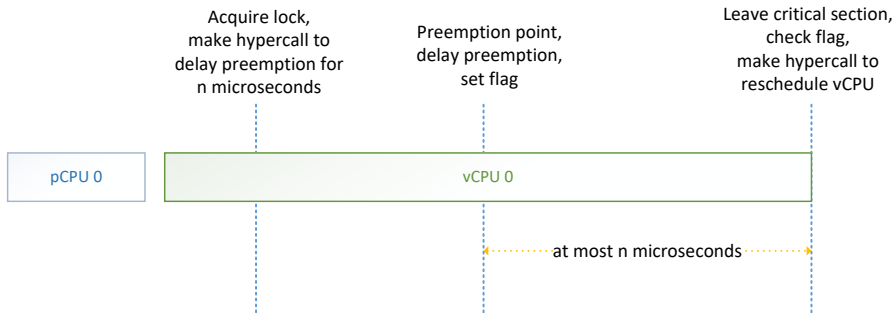 Acquire lock,
make hypercall to
delay preemption for
n microseconds
Preemption point,
delay preemption,
set flag
Leave critical section,
check flag,
make hypercall to
reschedule vCPU
pCPU 0
vCPU 0
at most n microseconds